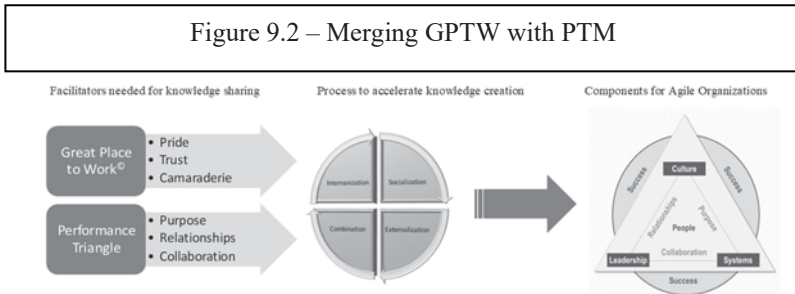 Figure 9.2 – Merging GPTW with PTM
Facilitators needed for knowledge sharing
Process to accelerate knowledge creation
Components for Agile Organizations
Great Place
to Work©
• Pride
• Trust
• Camaraderie
Performance
Triangle
• Purpose
• Relationships
• Collaboration
Internanization
Socialization
Combination
Externalization
Success
Success
Culture
Relationships
Purpose
People
Collaboration
Leadership
Systems
Success